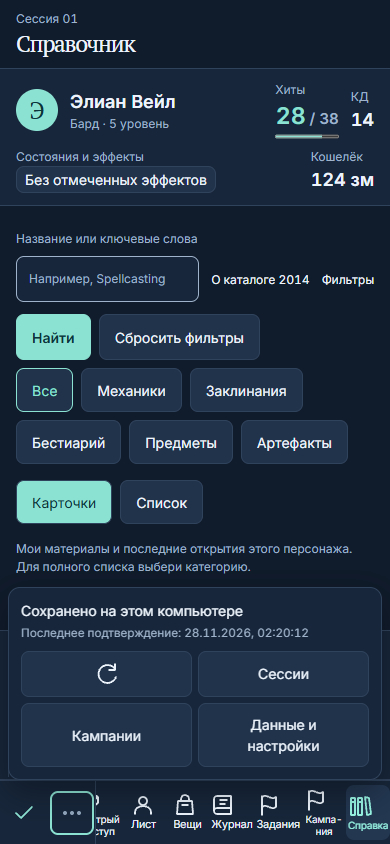 Сессия 01
Справочник
Э
Элиан Вейл
Бард · 5 уровень
Хиты
28 / 38
КД
14
Состояния и эффекты
Без отмеченных эффектов
Кошелёк
124 зм
Название или ключевые слова
Например, Spellcasting
О каталоге 2014
Фильтры
Найти
Сбросить фильтры
Все
Механики
Заклинания
Бестиарий
Предметы
Артефакты
Карточки
Список
Мои материалы и последние открытия этого персонажа.
Для полного списка выбери категорию.
Сохранено на этом компьютере
Последнее подтверждение: 28.11.2026, 02:20:12
Сессии
Кампании
Данные и
настройки
трый
ступ
Лист
Вещи
Журнал
Задания
Кампа-
ния
Справка